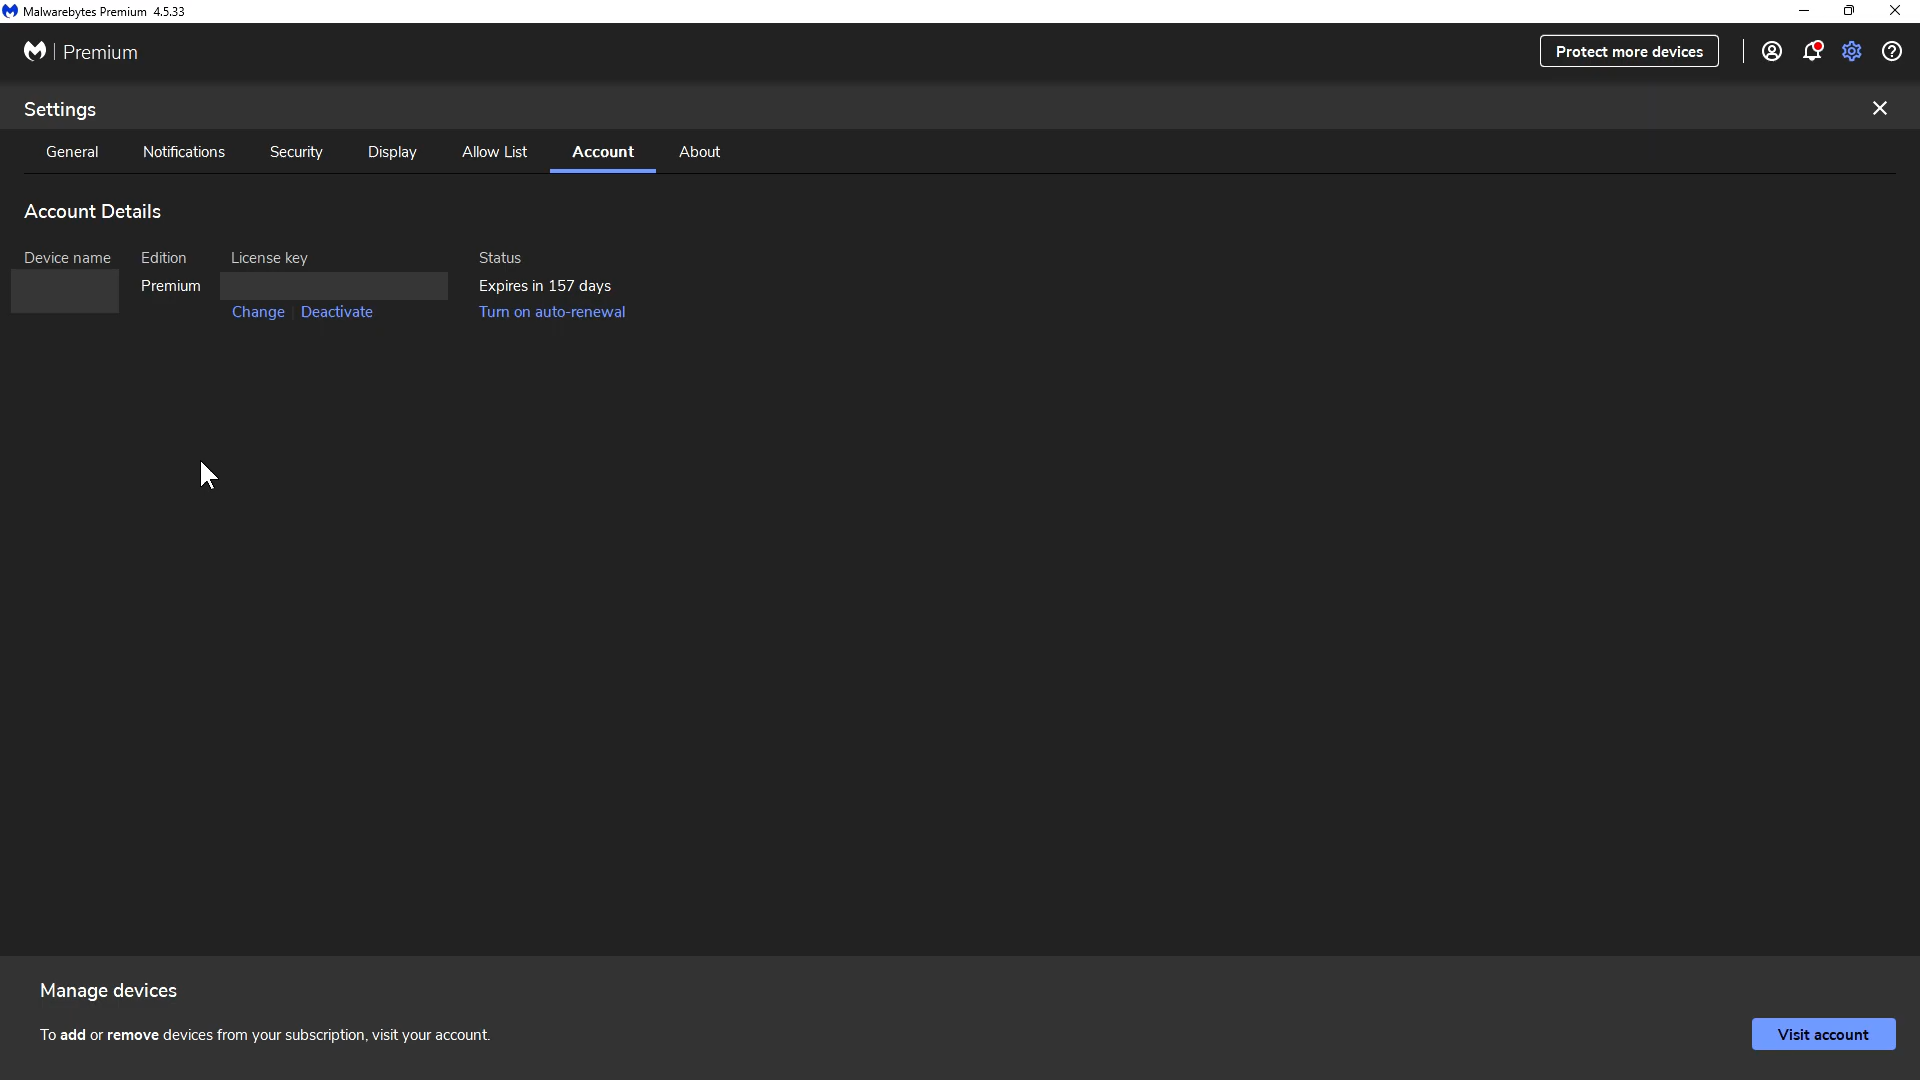 Malwarebytes Premium 4.5.33
Premium
Protect more devices
Settings
General Notifications Security Display Allow List Account About
Account Details
Device name Edition License key Status
Premium Expires in 157 days
Change Deactivate Turn on auto-renewal
Manage devices
To add or remove devices from your subscription, visit your account.
Visit account